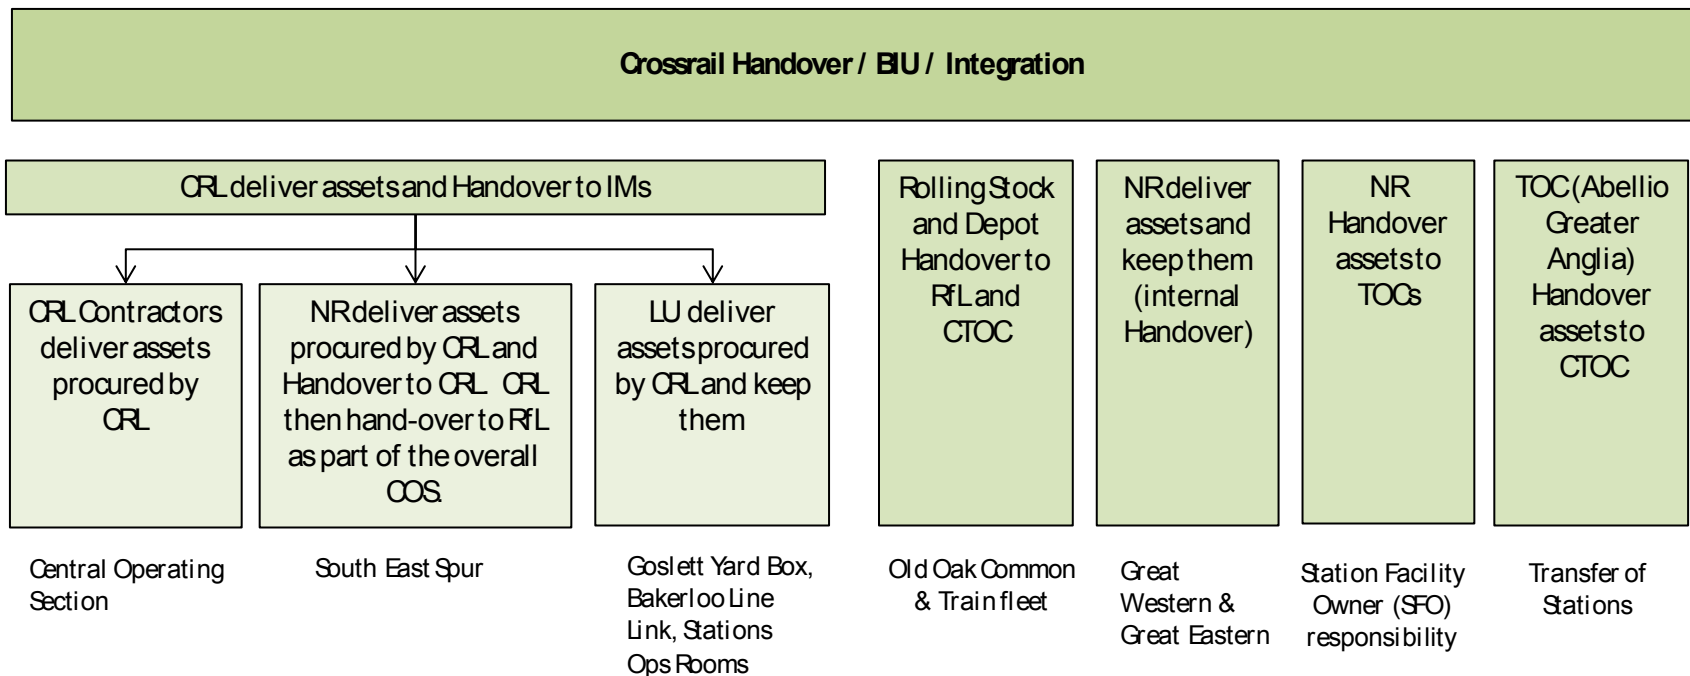 Crossrail Handover / BIU / Integration
CRL deliver assets and Handover to IMs
CRL Contractors
deliver assets
procured by
CRL
NR deliver assets
procured by CRL and
Handover to CRL. CRL
then hand-over to RfL
as part of the overall
COS.
LU deliver
assets procured
by CRL and keep
them
Rolling Stock
and Depot
Handover to
RfL and
CTOC
NR deliver
assets and
keep them
(internal
Handover)
NR
Handover
assets to
TOCs
TOC (Abellio
Greater
Anglia)
Handover
assets to
CTOC
Central Operating
Section
South East Spur
Goslett Yard Box,
Bakerloo Line
Link, Stations
Ops Rooms
Old Oak Common
& Train fleet
Great
Western &
Great Eastern
Station Facility
Owner (SFO)
responsibility
Transfer of
Stations